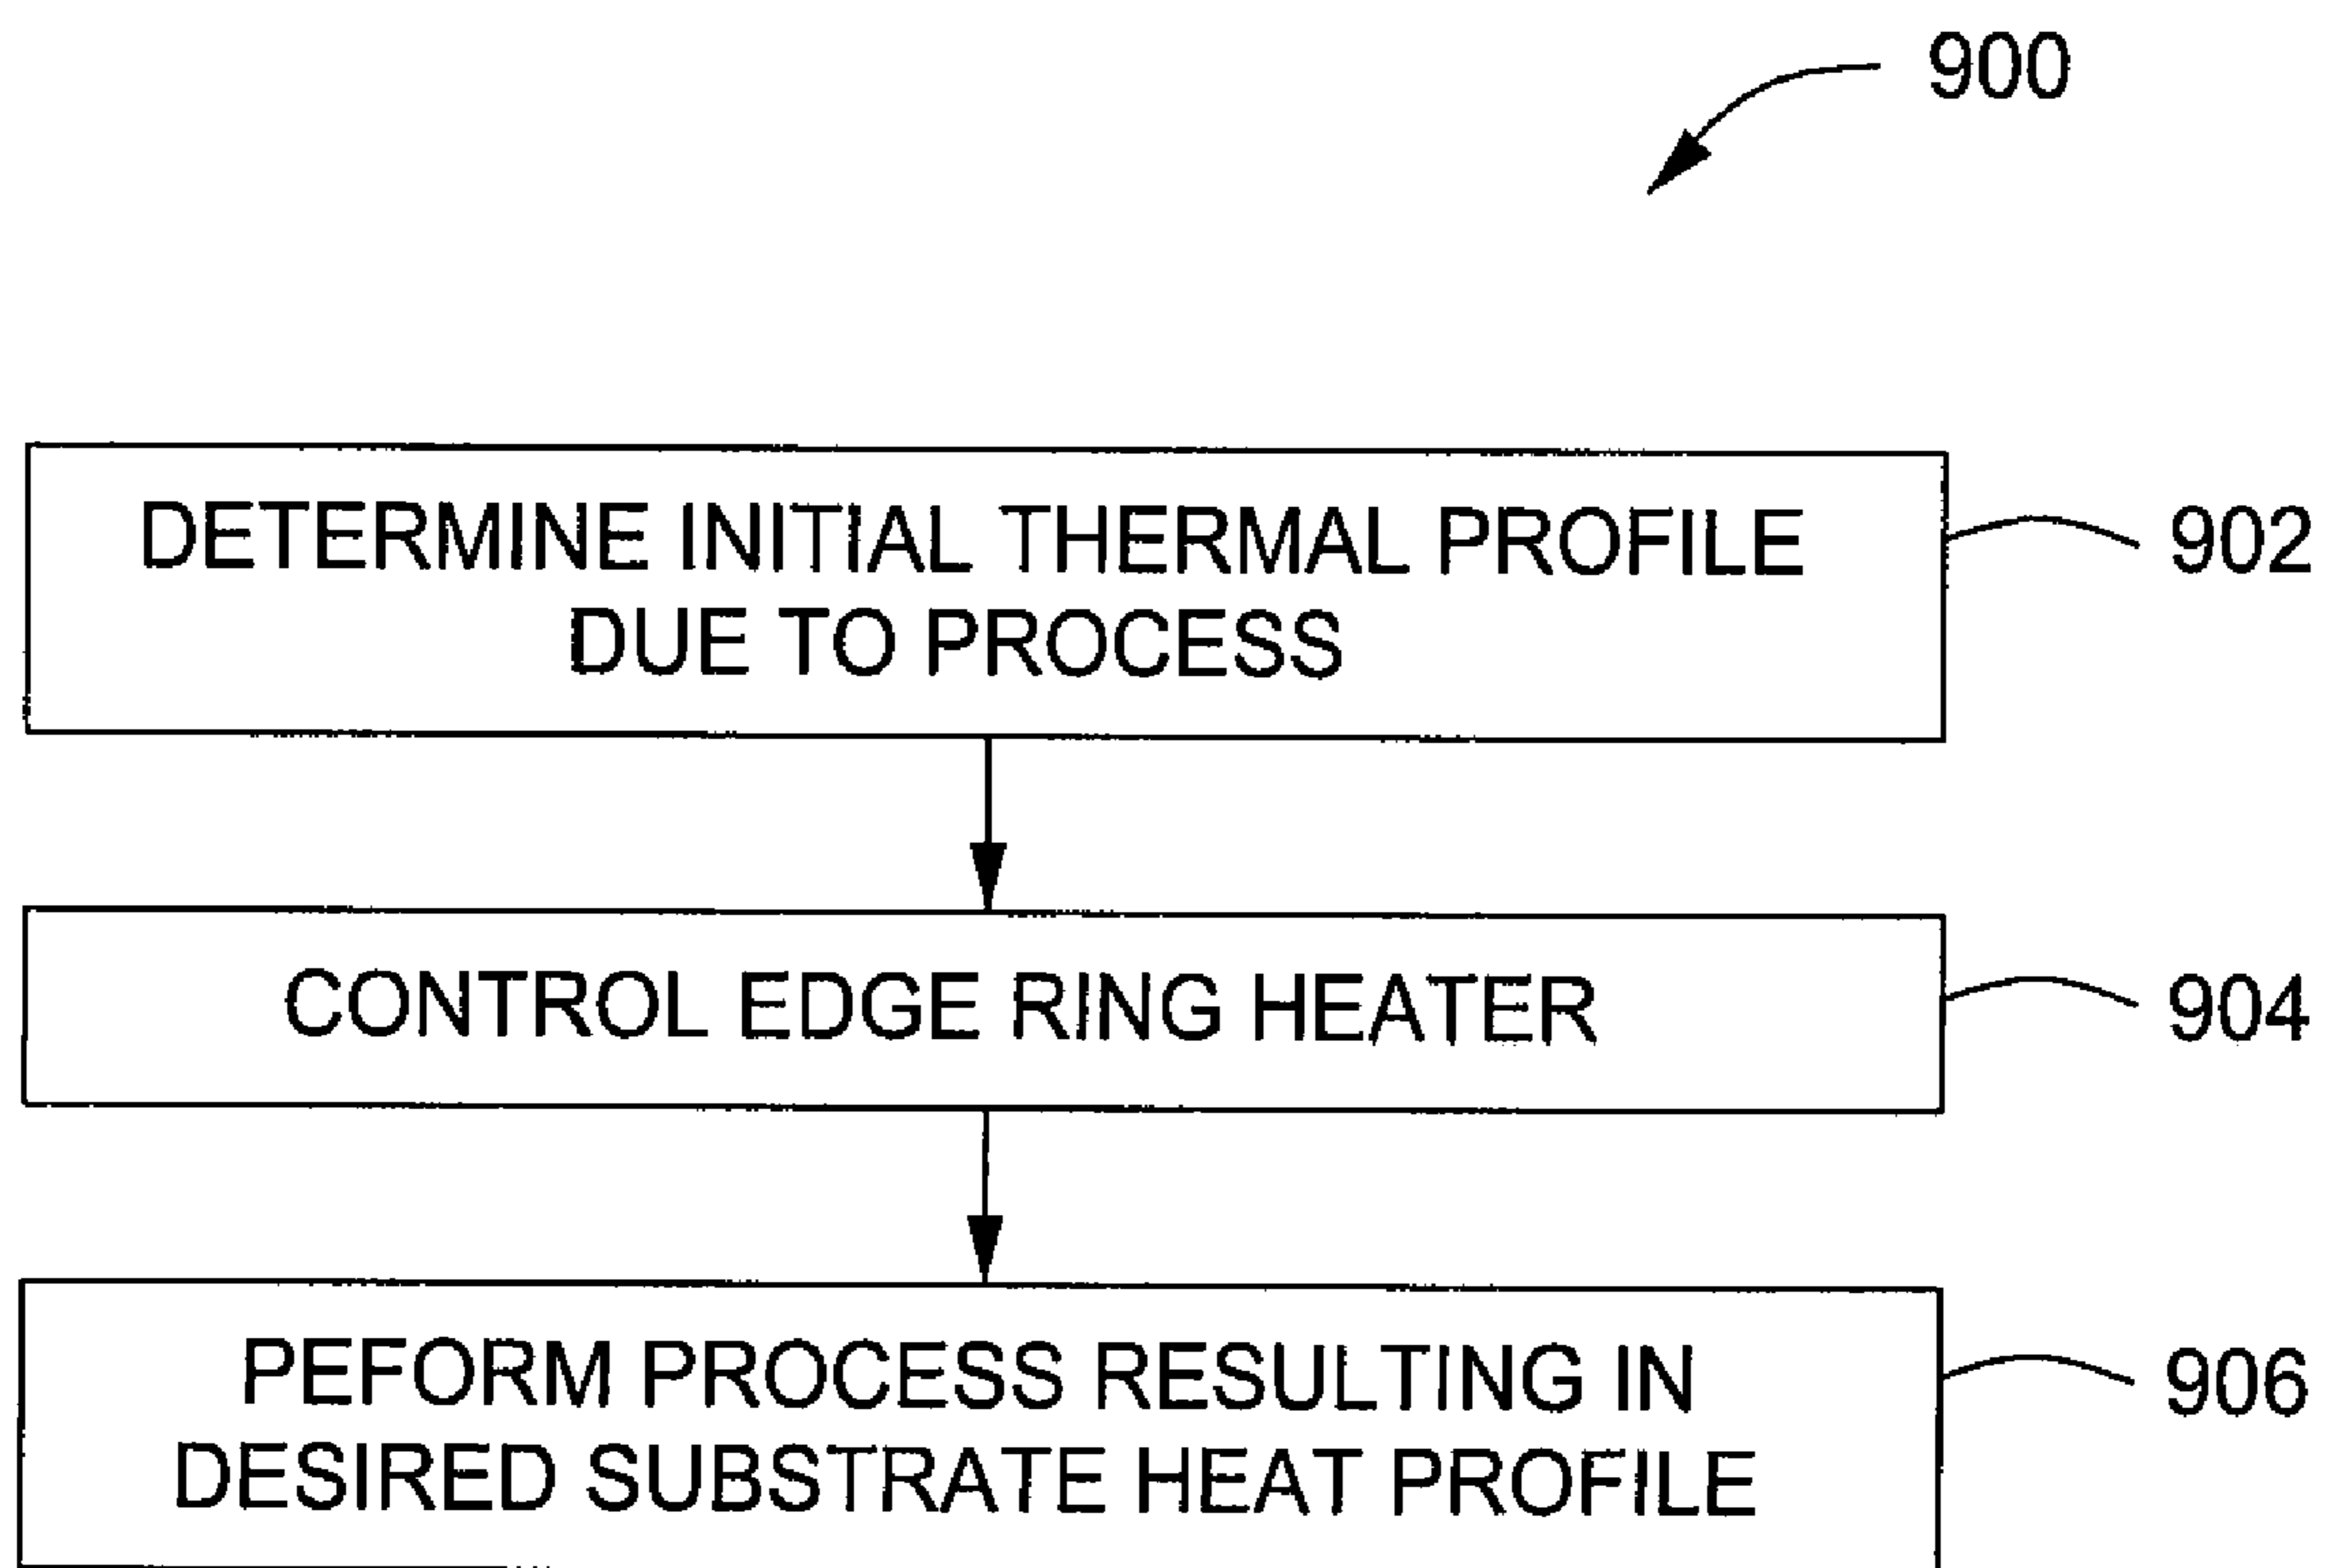 900
DETERMINE INITIAL THERMAL PROFILE
DUE TO PROCESS
902
CONTROL EDGE RING HEATER
904
PEFORM PROCESS RESULTING IN
DESIRED SUBSTRATE HEAT PROFILE
906